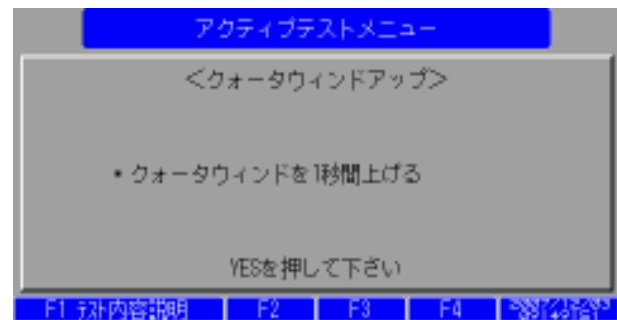 アクティブテストメニュー
<クォータウィンドアップ>
・クォータウィンドを1秒間上げる
YESを押して下さい
F1 テスト内容説明 F2 F3 F4